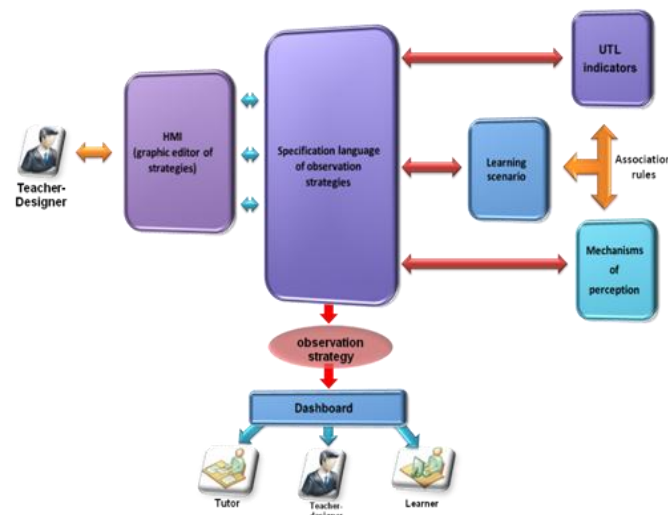 UTL
indicators
HMI
(graphic editor of
strategies)
Specification language
of observation
strategies
Learning
scenario
Association
rules
Teacher-
Designer
Mechanisms
of
perception
observation
strategy
Dashboard
Tutor
Teacher-
designer
Learner